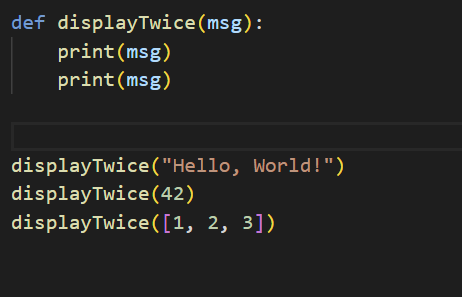 def displayTwice(msg):
    print(msg)
    print(msg)

displayTwice("Hello, World!")
displayTwice(42)
displayTwice([1, 2, 3])